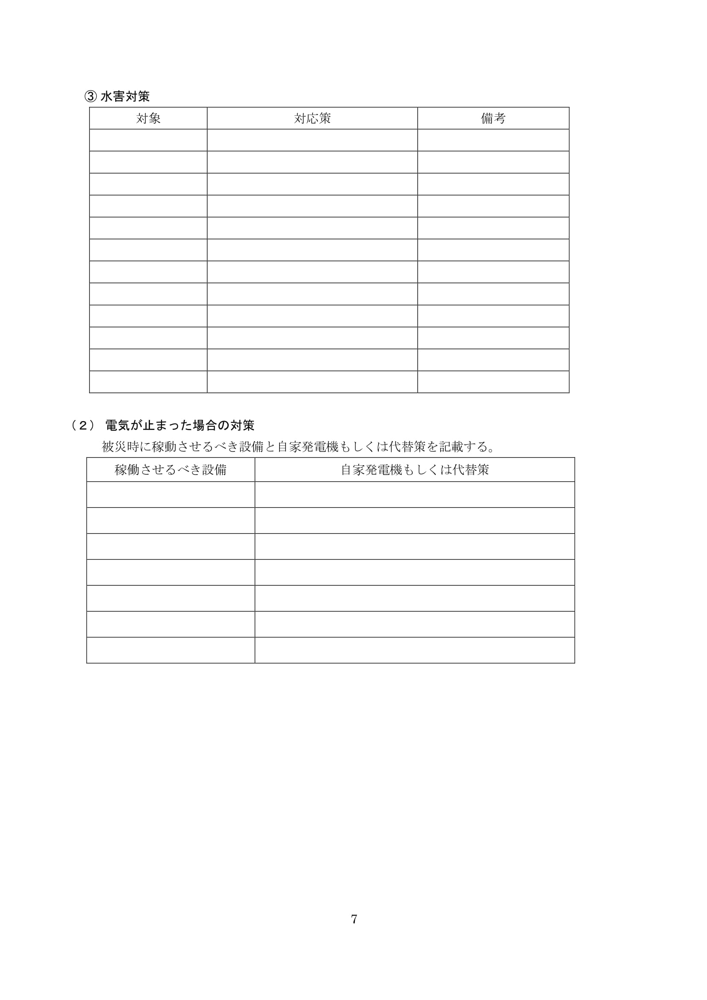 ③ 水害対策
対象 対応策 備考
（２） 電気が止まった場合の対策
被災時に稼動させるべき設備と自家発電機もしくは代替策を記載する。
稼働させるべき設備 自家発電機もしくは代替策
7